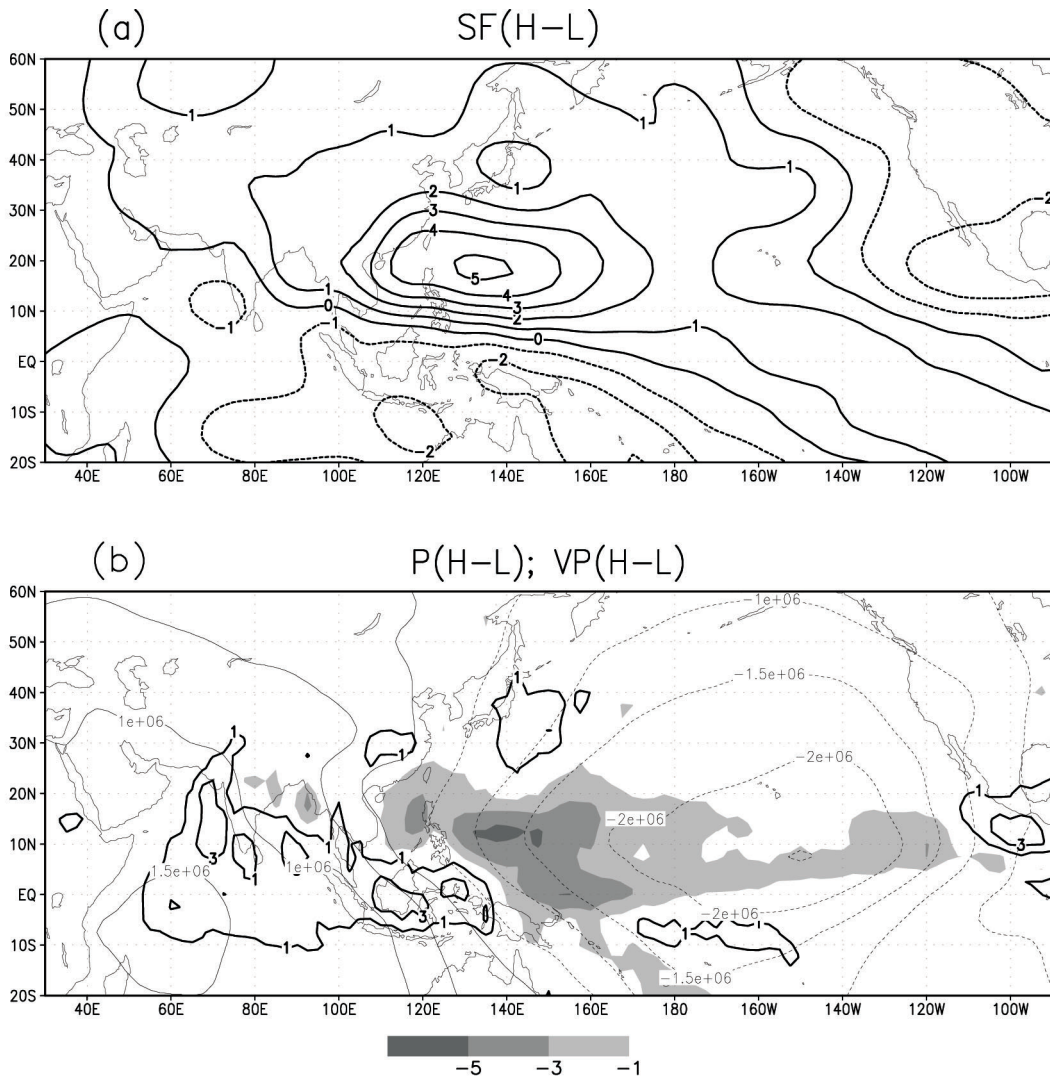 (a) SF(H−L)
60N
50N
40N
30N
20N
10N
EQ
10S
20S
1 1 1 1 1
2
3
4
5
4
3
2
1
0
1
1
0
1
2
2
2
1
40E 60E 80E 100E 120E 140E 160E 180 160W 140W 120W 100W
(b) P(H−L); VP(H−L)
60N
50N
40N
30N
20N
10N
EQ
10S
20S
−1e+06
−1.5e+06
−2e+06
−2e+06
−2e+06
−1.5e+06
1e+06
1.5e+06
1e+06
1
1
1
1
3
1
1
1
3
1
1
1
1
3
40E 60E 80E 100E 120E 140E 160E 180 160W 140W 120W 100W
−5 −3 −1